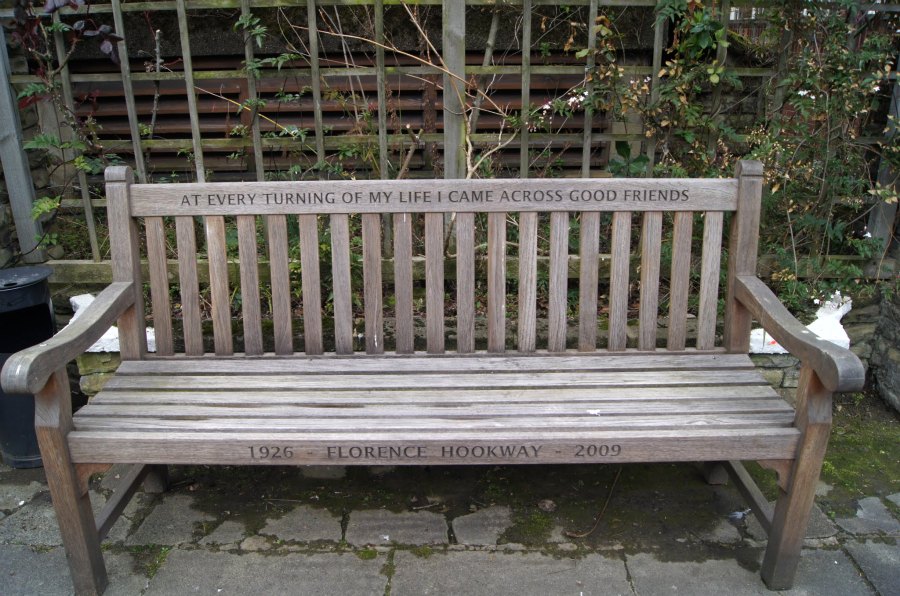 AT EVERY TURNING OF MY LIFE I CAME ACROSS GOOD FRIENDS
1926 - FLORENCE HOOKWAY - 2009